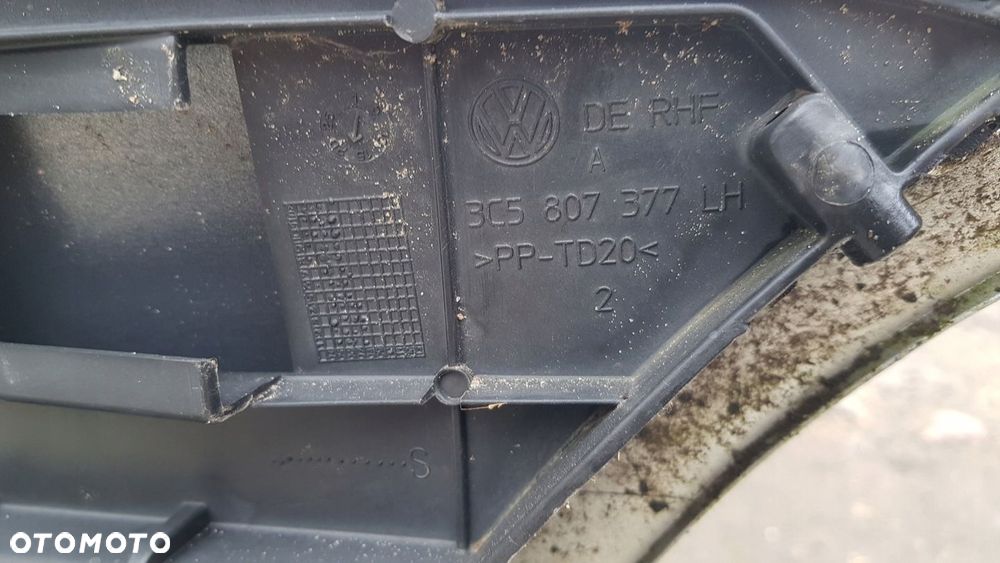 DE RHF
A
3C5 807 377 LH
>PP-TD20<
2
S
OTOMOTO